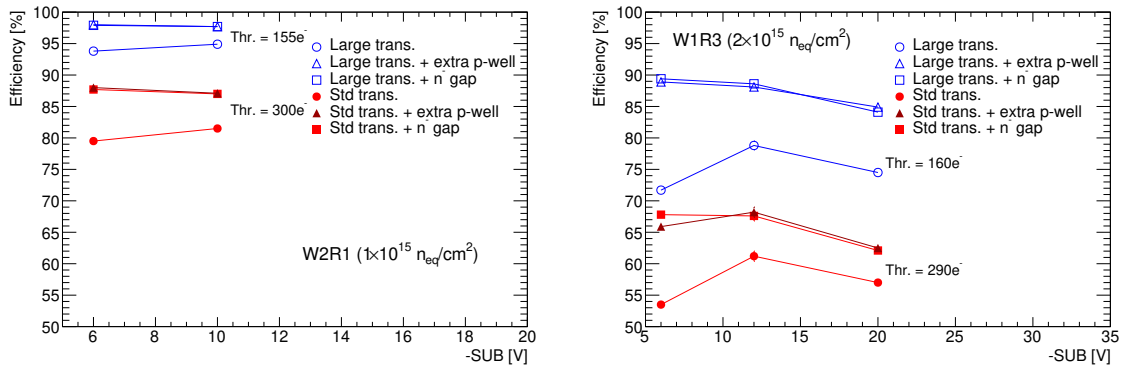 Efficiency [%]
100
95
90
85
80
75
70
65
60
55
50
Thr. = 155e⁻
Thr. = 300e⁻
Large trans.
Large trans. + extra p-well
Large trans. + n⁻ gap
Std trans.
Std trans. + extra p-well
Std trans. + n⁻ gap
W2R1 (1×10¹⁵ n_eq/cm²)
6 8 10 12 14 16 18 20
-SUB [V]
Efficiency [%]
100
95
90
85
80
75
70
65
60
55
50
W1R3 (2×10¹⁵ n_eq/cm²)
Large trans.
Large trans. + extra p-well
Large trans. + n⁻ gap
Std trans.
Std trans. + extra p-well
Std trans. + n⁻ gap
Thr. = 160e⁻
Thr. = 290e⁻
5 10 15 20 25 30 35
-SUB [V]